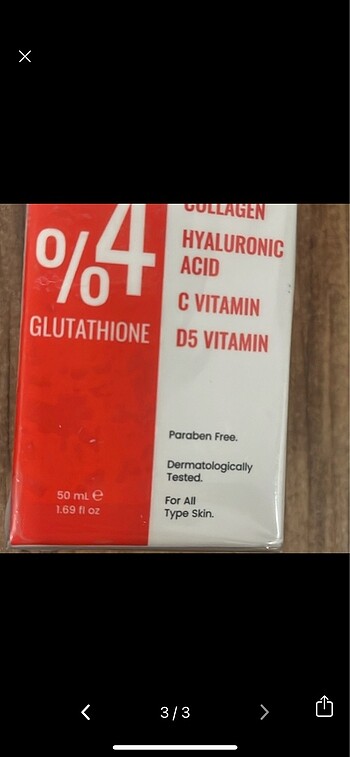 COLLAGEN
HYALURONIC
ACID
C VITAMIN
D5 VITAMIN
%4
GLUTATHIONE
Paraben Free.
Dermatologically
Tested.
For All
Type Skin.
50 mL ℮
1.69 fl oz
3/3